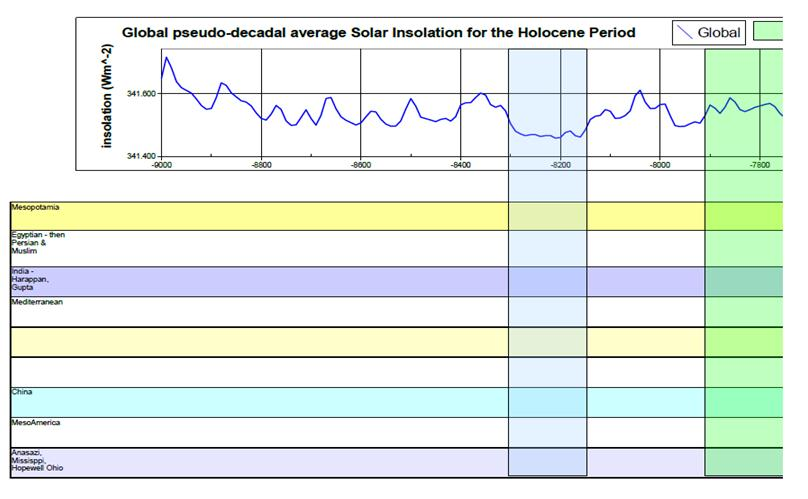 Global pseudo-decadal average Solar Insolation for the Holocene Period
Global
insolation (Wm^-2)
341.600
341.400
-9000
-8800
-8600
-8400
-8200
-8000
-7800
Mesopotamia
Egyptian - then
Persian &
Muslim
India -
Harappan,
Gupta
Mediterranean
China
MesoAmerica
Anasazi,
Missisppi,
Hopewell Ohio